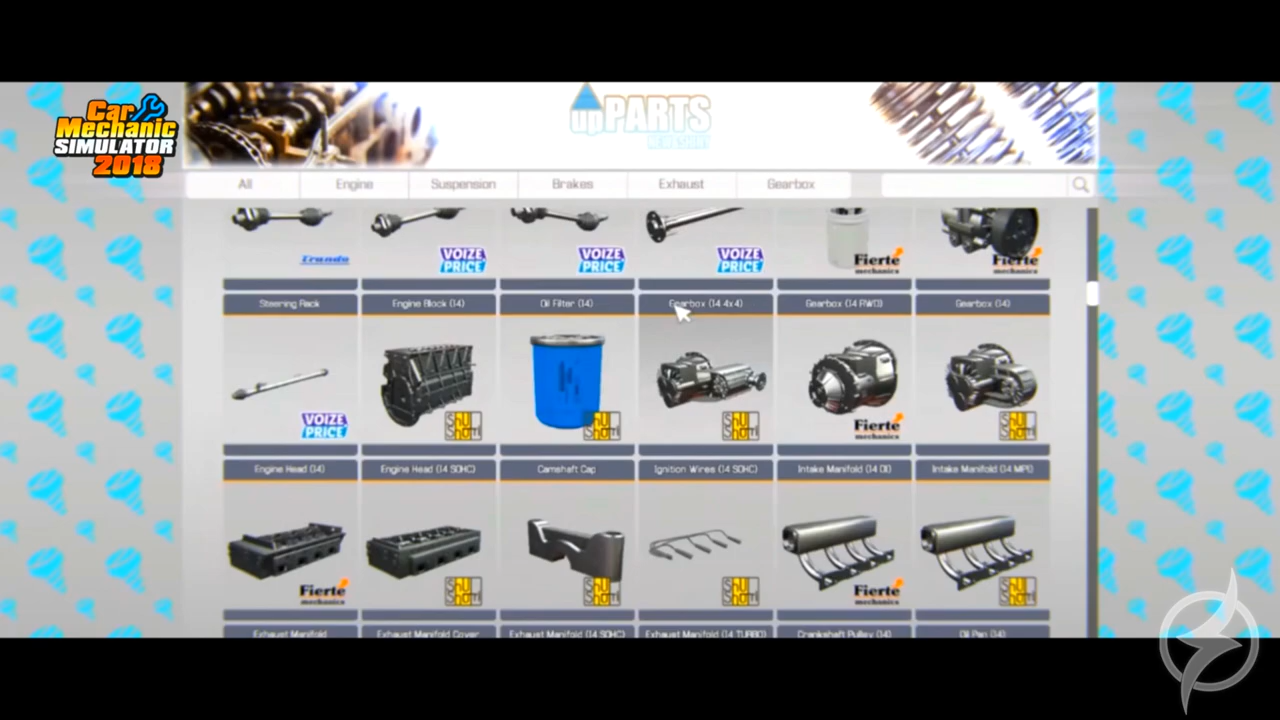 Car
Mechanic
SIMULATOR
2018
upPARTS
NEW & SHINY
All
Engine
Suspension
Brakes
Exhaust
Gearbox
VOIZE PRICE
VOIZE PRICE
VOIZE PRICE
Fierte mechanics
Fierte mechanics
Steering Rack
Engine Block (I4)
Oil Filter (I4)
Gearbox (I4 4x4)
Gearbox (I4 RWD)
Gearbox (I4)
VOIZE PRICE
Fierte mechanics
Engine Head (I4)
Engine Head (I4 SOHC)
Camshaft Cap
Ignition Wires (I4 SOHC)
Intake Manifold (I4 DI)
Intake Manifold (I4 MPI)
Fierte mechanics
Fierte mechanics
Exhaust Manifold
Exhaust Manifold Cover
Exhaust Manifold (I4 SOHC)
Exhaust Manifold (I4 TURBO)
Crankshaft Pulley (I4)
Oil Pan (I4)